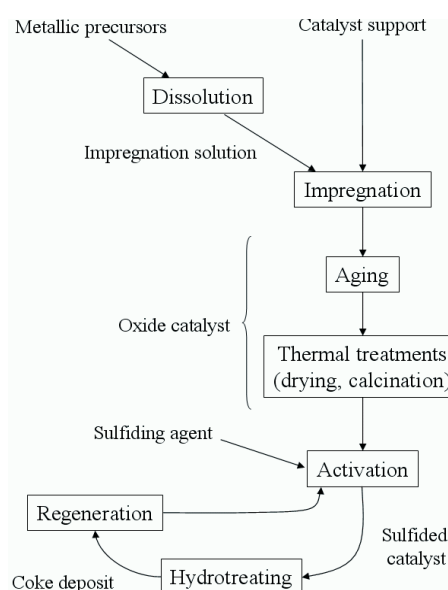 Metallic precursors
Catalyst support
Dissolution
Impregnation solution
Impregnation
Aging
Oxide catalyst
Thermal treatments
(drying, calcination)
Sulfiding agent
Activation
Regeneration
Sulfided
catalyst
Hydrotreating
Coke deposit